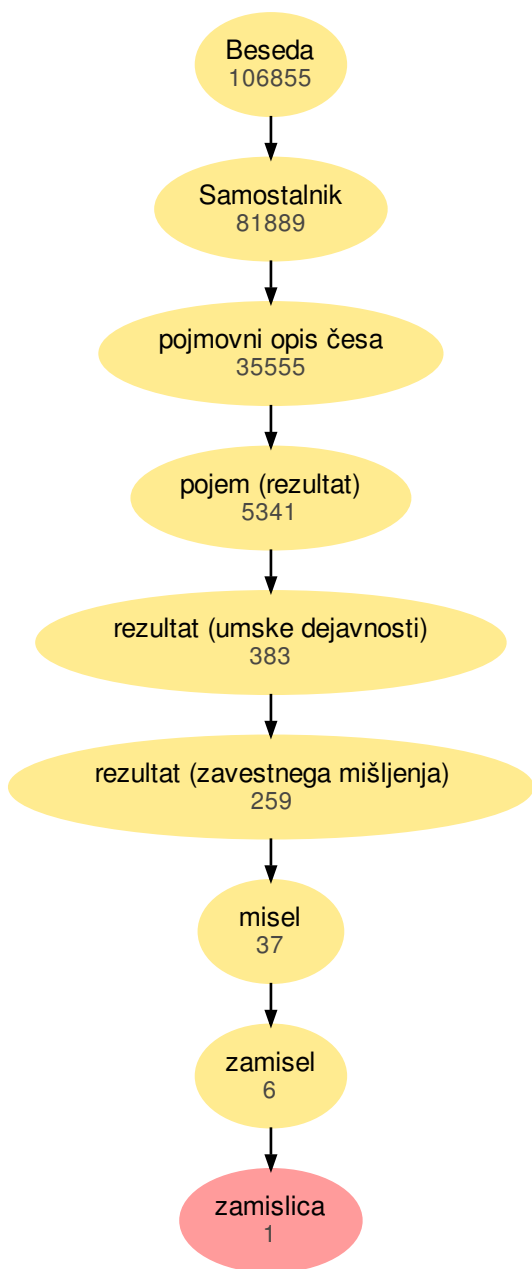 Beseda
106855
Samostalnik
81889
pojmovni opis česa
35555
pojem (rezultat)
5341
rezultat (umske dejavnosti)
383
rezultat (zavestnega mišljenja)
259
misel
37
zamisel
6
zamislica
1